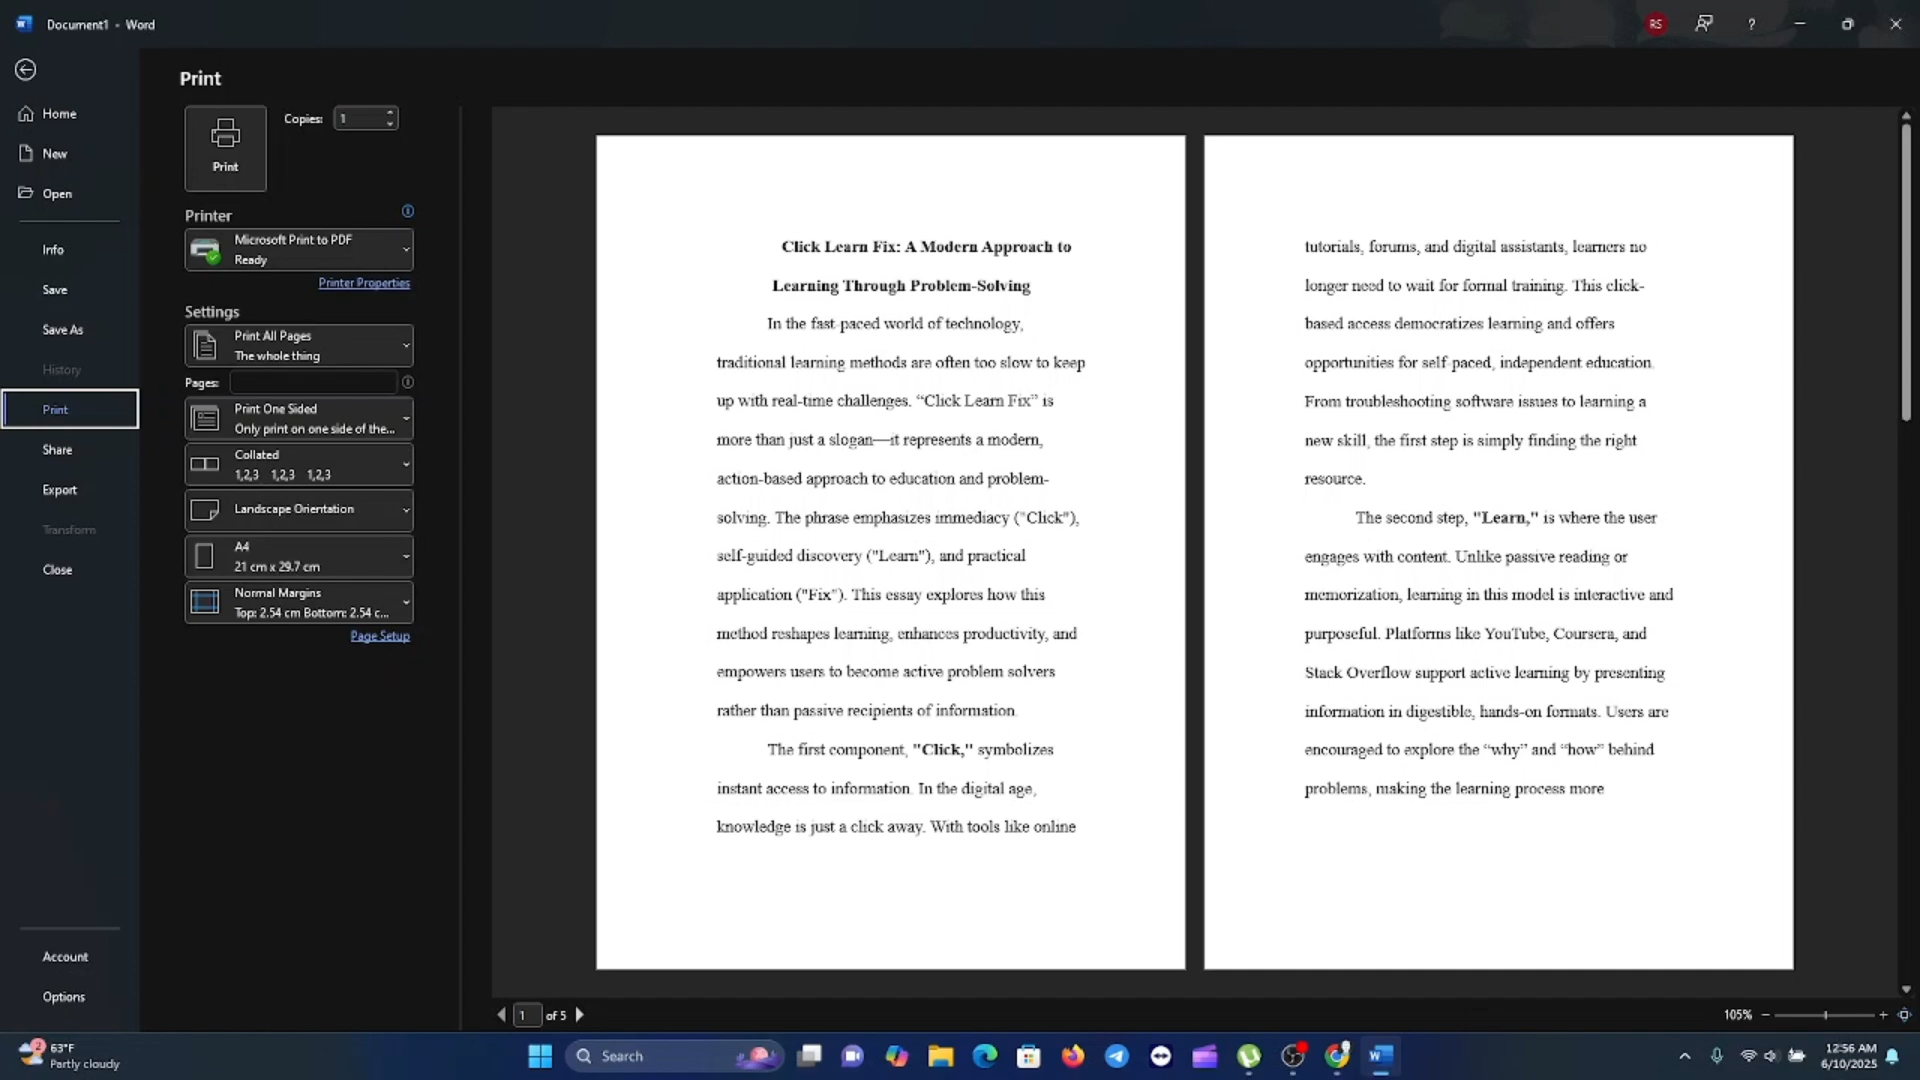 Document1 - Word
RS
?
Print
Home
New
Open
Info
Save
Save As
History
Print
Share
Export
Transform
Close
Account
Options
Print
Copies: 1
Printer
Microsoft Print to PDF
Ready
Printer Properties
Settings
Print All Pages
The whole thing
Pages:
Print One Sided
Only print on one side of the...
Collated
1,2,3 1,2,3 1,2,3
Landscape Orientation
A4
21 cm x 29.7 cm
Normal Margins
Top: 2.54 cm Bottom: 2.54 c...
Page Setup
Click Learn Fix: A Modern Approach to
Learning Through Problem-Solving
In the fast-paced world of technology,
traditional learning methods are often too slow to keep
up with real-time challenges. “Click Learn Fix” is
more than just a slogan—it represents a modern,
action-based approach to education and problem-
solving. The phrase emphasizes immediacy ("Click"),
self-guided discovery ("Learn"), and practical
application ("Fix"). This essay explores how this
method reshapes learning, enhances productivity, and
empowers users to become active problem solvers
rather than passive recipients of information.
The first component, "Click," symbolizes
instant access to information. In the digital age,
knowledge is just a click away. With tools like online
tutorials, forums, and digital assistants, learners no
longer need to wait for formal training. This click-
based access democratizes learning and offers
opportunities for self-paced, independent education.
From troubleshooting software issues to learning a
new skill, the first step is simply finding the right
resource.
The second step, "Learn," is where the user
engages with content. Unlike passive reading or
memorization, learning in this model is interactive and
purposeful. Platforms like YouTube, Coursera, and
Stack Overflow support active learning by presenting
information in digestible, hands-on formats. Users are
encouraged to explore the “why” and “how” behind
problems, making the learning process more
1 of 5
105%
2
63°F
Partly cloudy
Search
12:56 AM
6/10/2025